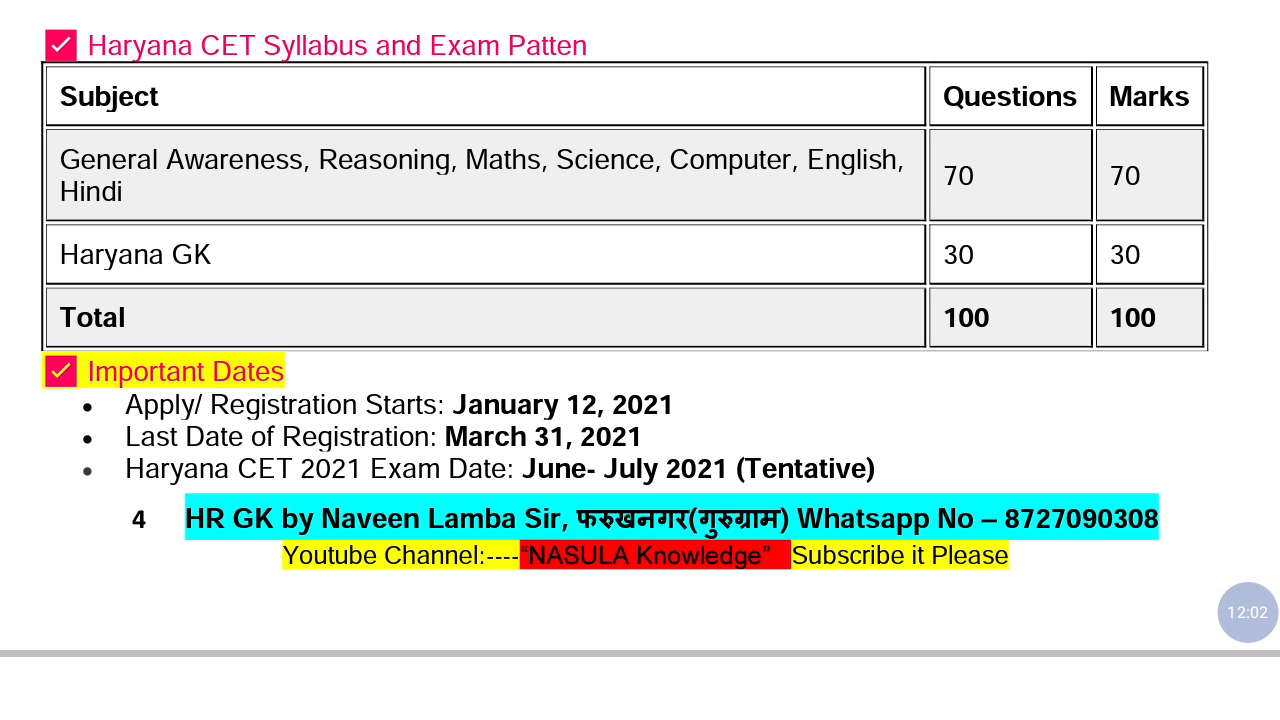 Haryana CET Syllabus and Exam Patten
Subject Questions Marks
General Awareness, Reasoning, Maths, Science, Computer, English,
Hindi 70 70
Haryana GK 30 30
Total 100 100
Important Dates
• Apply/ Registration Starts: January 12, 2021
• Last Date of Registration: March 31, 2021
• Haryana CET 2021 Exam Date: June- July 2021 (Tentative)
4 HR GK by Naveen Lamba Sir, फरुखनगर(गुरुग्राम) Whatsapp No – 8727090308
Youtube Channel:----“NASULA Knowledge” Subscribe it Please
12:02